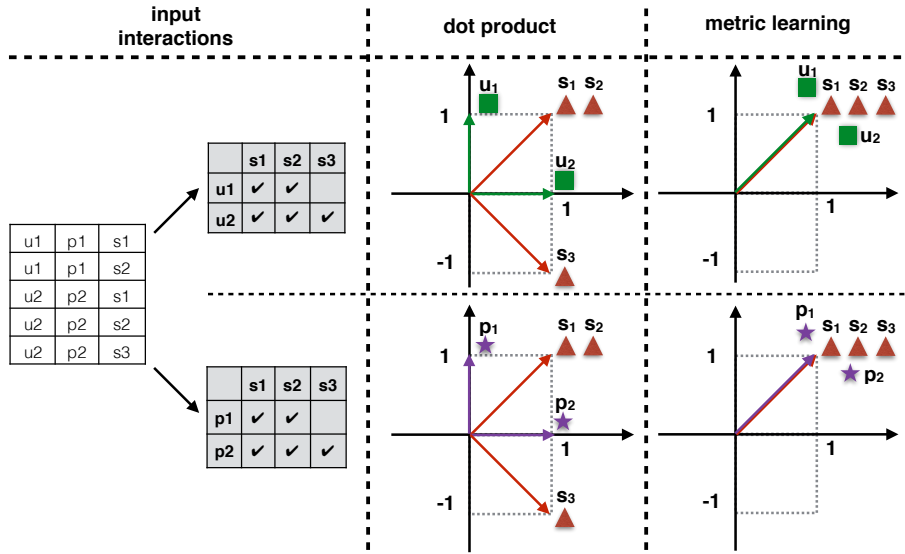 input
interactions
dot product
metric learning
u1 p1 s1
u1 p1 s2
u2 p2 s1
u2 p2 s2
u2 p2 s3
s1 s2 s3
u1 ✔ ✔
u2 ✔ ✔ ✔
u₁ s₁ s₂
1
u₂
1
-1
s₃
u₁ s₁ s₂ s₃
1
u₂
1
-1
s1 s2 s3
p1 ✔ ✔
p2 ✔ ✔ ✔
p₁ s₁ s₂
1
p₂
1
-1
s₃
p₁ s₁ s₂ s₃
1
p₂
1
-1